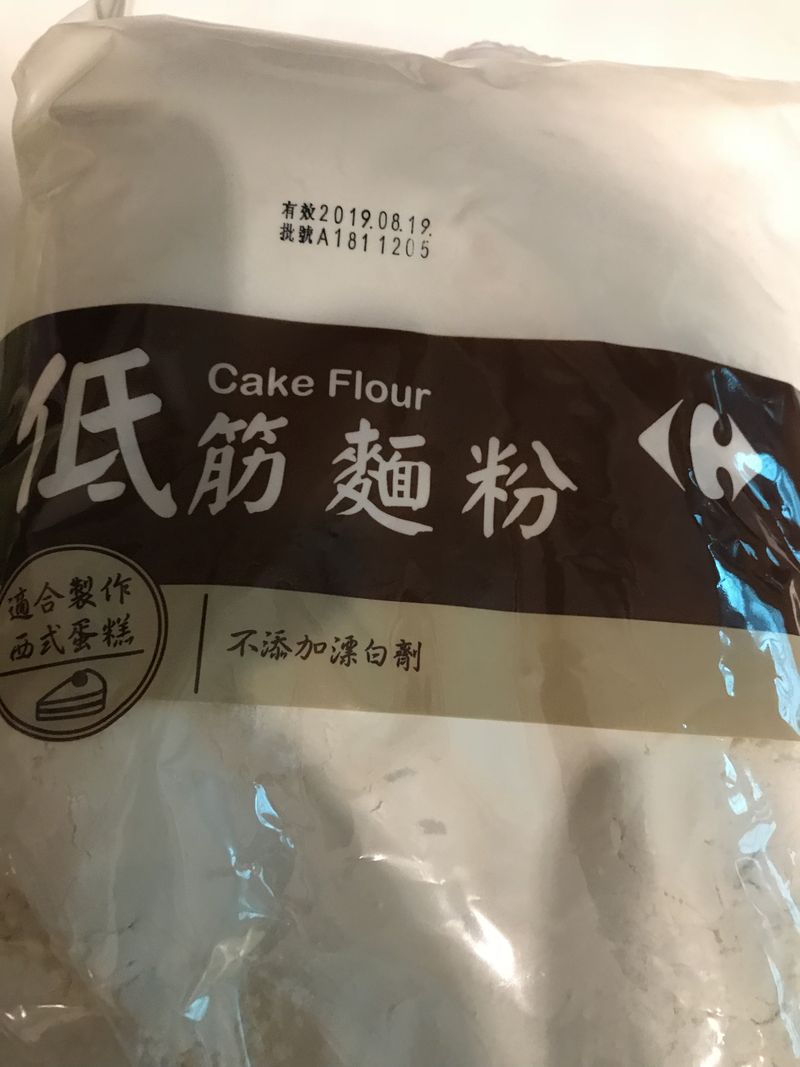 有效2019.08.19.
批號A1811205
Cake Flour
低筋麵粉
適合製作
西式蛋糕
不添加漂白劑